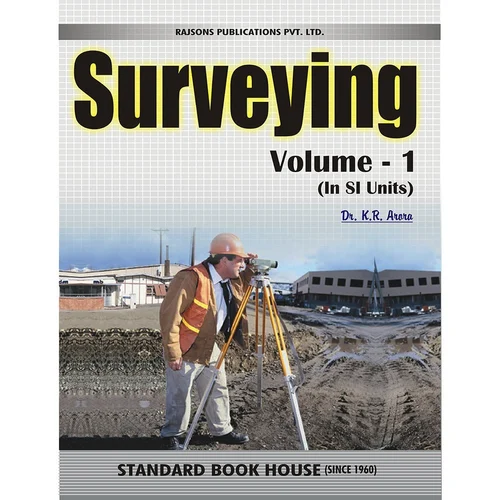 RAJSONS PUBLICATIONS PVT. LTD.
Surveying
Volume - 1
(In SI Units)
Dr. K.R. Arora
STANDARD BOOK HOUSE (SINCE 1960)